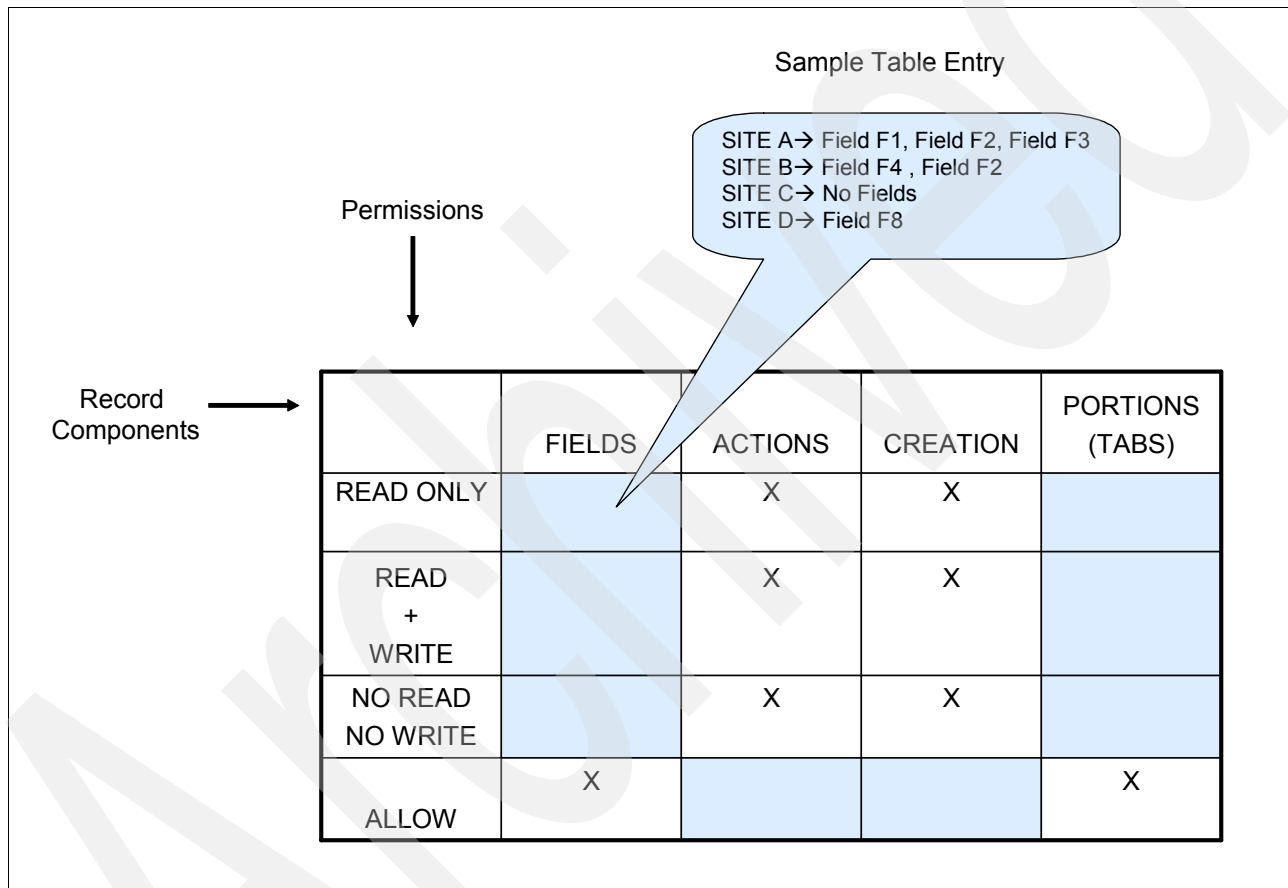 Sample Table Entry
SITE A→ Field F1, Field F2, Field F3
SITE B→ Field F4 , Field F2
SITE C→ No Fields
SITE D→ Field F8
Permissions
Record
Components
FIELDS
ACTIONS
CREATION
PORTIONS
(TABS)
READ ONLY
X
X
READ
+
WRITE
X
X
NO READ
NO WRITE
X
X
ALLOW
X
X
Archived